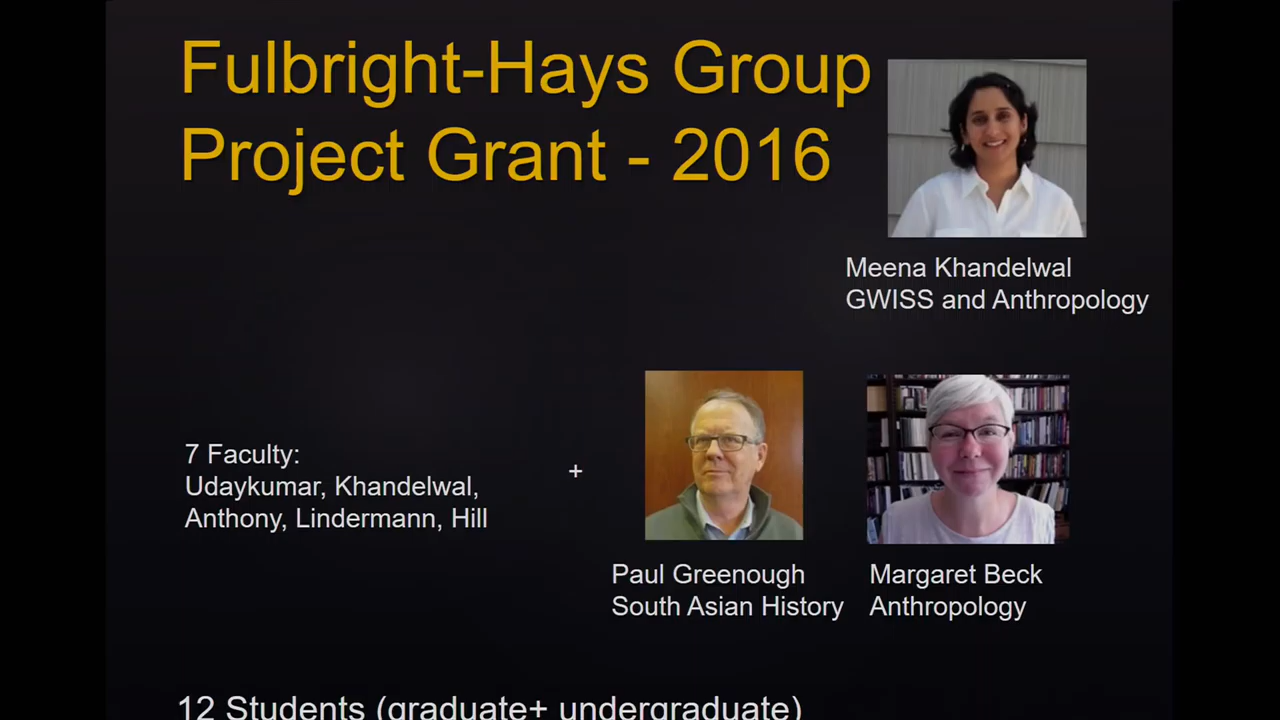 Fulbright-Hays Group
Project Grant - 2016
Meena Khandelwal
GWISS and Anthropology
7 Faculty:
Udaykumar, Khandelwal,
Anthony, Lindermann, Hill
+
Paul Greenough
South Asian History
Margaret Beck
Anthropology
12 Students (graduate+ undergraduate)